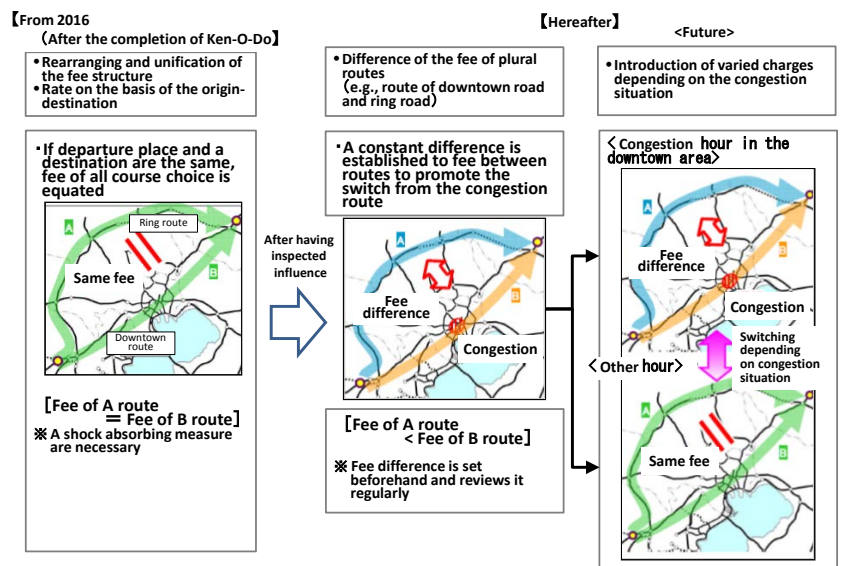 【From 2016
（After the completion of Ken-O-Do】
•Rearranging and unification of
the fee structure
•Rate on the basis of the origin-
destination
・If departure place and a
destination are the same,
fee of all course choice is
equated
A
Ring route
Same fee
B
Downtown
route
[Fee of A route
＝ Fee of B route]
※ A shock absorbing measure
are necessary
After having
inspected
influence
【Hereafter】
•Difference of the fee of plural
routes
（e.g., route of downtown road
and ring road）
・A constant difference is
established to fee between
routes to promote the
switch from the congestion
route
A
Fee
difference
B
Congestion
[Fee of A route
< Fee of B route]
※ Fee difference is set
beforehand and reviews it
regularly
<Future>
•Introduction of varied charges
depending on the congestion
situation
〈Congestion hour in the
downtown area〉
A
Fee
difference
B
Congestion
Switching
depending
on congestion
situation
〈Other hour〉
A
Same fee
B